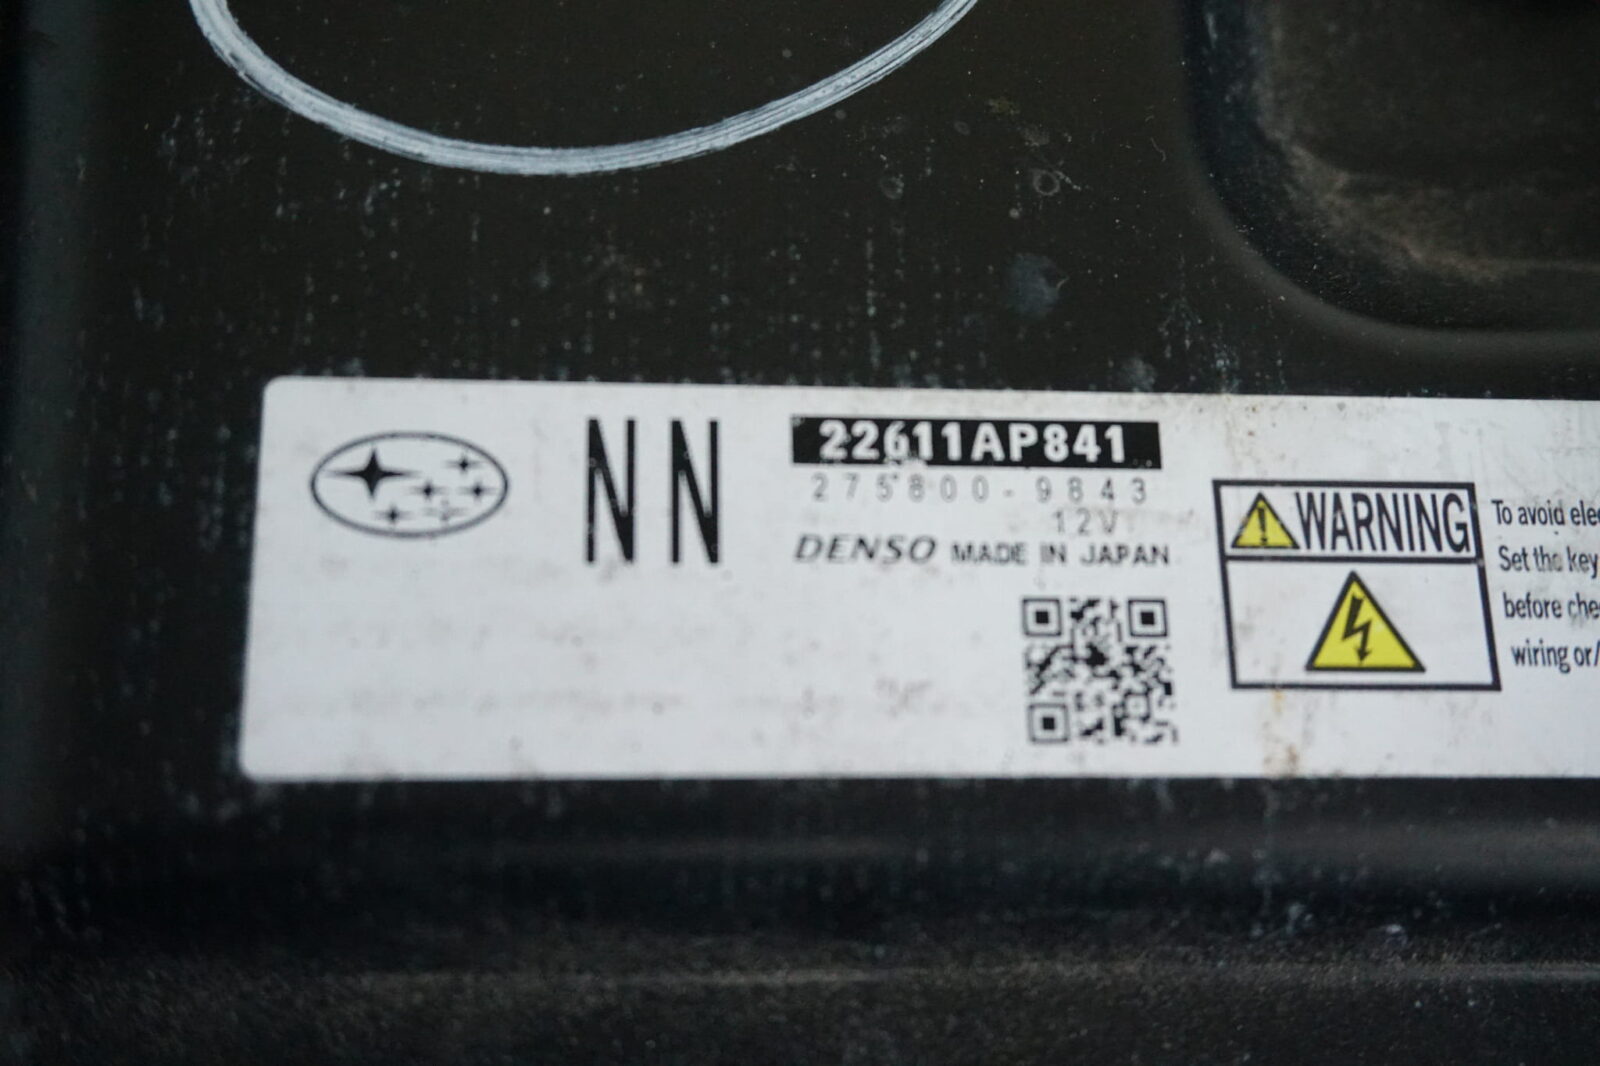 NN
22611AP841
275800-9843
12V
DENSO MADE IN JAPAN
WARNING
To avoid ele
Set the key
before che
wiring or/